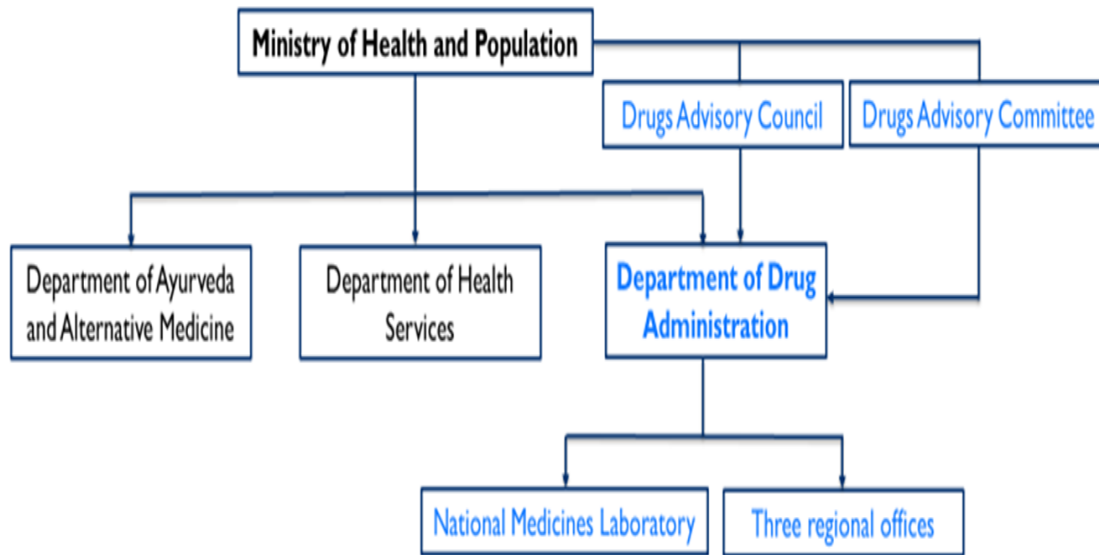 Ministry of Health and Population
Drugs Advisory Council
Drugs Advisory Committee
Department of Ayurveda
and Alternative Medicine
Department of Health
Services
Department of Drug
Administration
National Medicines Laboratory
Three regional offices